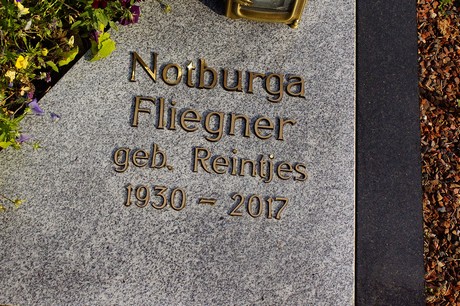 Notburga
Fliegner
geb. Reintjes
1930 - 2017